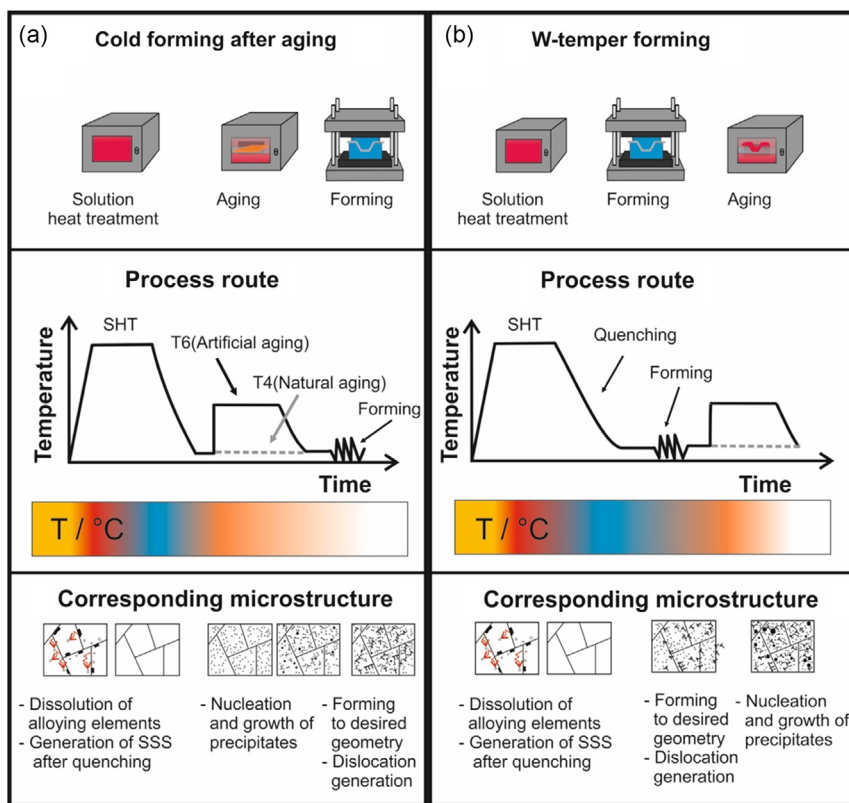 (a)
Cold forming after aging
Solution
heat treatment
Aging
Forming
Process route
Temperature
SHT
T6(Artificial aging)
T4(Natural aging)
Forming
Time
T / °C
Corresponding microstructure
- Dissolution of
alloying elements
- Generation of SSS
after quenching
- Nucleation
and growth of
precipitates
- Forming
to desired
geometry
- Dislocation
generation
(b)
W-temper forming
Solution
heat treatment
Forming
Aging
Process route
Temperature
SHT
Quenching
Forming
Time
T / °C
Corresponding microstructure
- Dissolution of
alloying elements
- Generation of SSS
after quenching
- Forming
to desired
geometry
- Dislocation
generation
- Nucleation
and growth of
precipitates